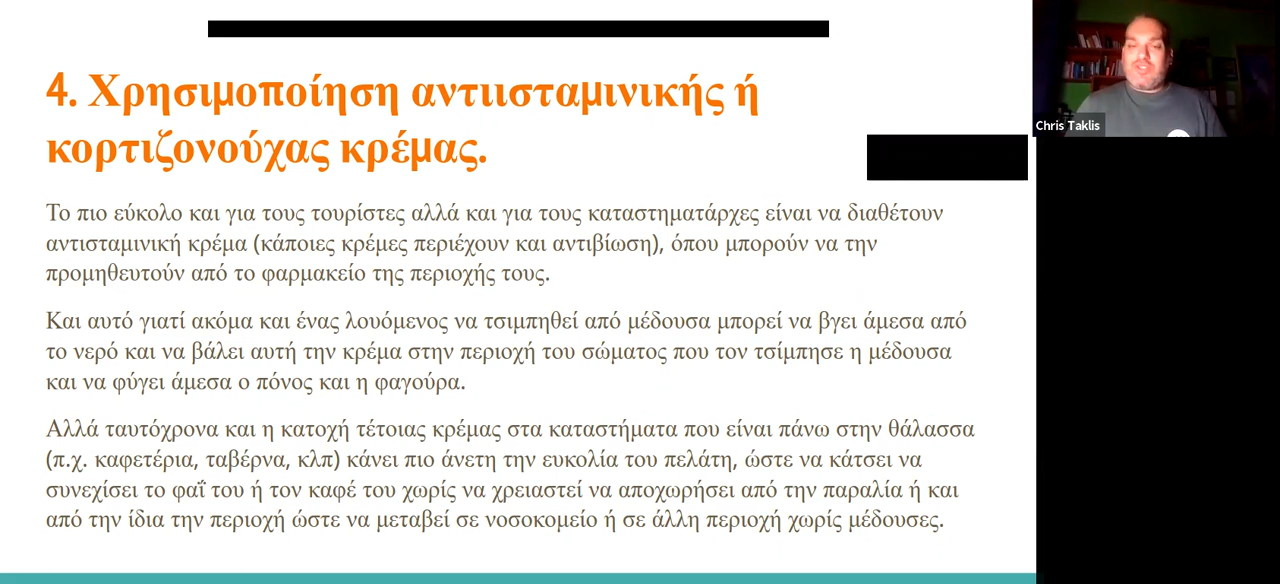 4. Χρησιμοποίηση αντιισταμινικής ή
κορτιζονούχας κρέμας.
Το πιο εύκολο και για τους τουρίστες αλλά και για τους καταστηματάρχες είναι να διαθέτουν
αντισταμινική κρέμα (κάποιες κρέμες περιέχουν και αντιβίωση), όπου μπορούν να την
προμηθευτούν από το φαρμακείο της περιοχής τους.
Και αυτό γιατί ακόμα και ένας λουόμενος να τσιμπηθεί από μέδουσα μπορεί να βγει άμεσα από
το νερό και να βάλει αυτή την κρέμα στην περιοχή του σώματος που τον τσίμπησε η μέδουσα
και να φύγει άμεσα ο πόνος και η φαγούρα.
Αλλά ταυτόχρονα και η κατοχή τέτοιας κρέμας στα καταστήματα που είναι πάνω στην θάλασσα
(π.χ. καφετέρια, ταβέρνα, κλπ) κάνει πιο άνετη την ευκολία του πελάτη, ώστε να κάτσει να
συνεχίσει το φαΐ του ή τον καφέ του χωρίς να χρειαστεί να αποχωρήσει από την παραλία ή και
από την ίδια την περιοχή ώστε να μεταβεί σε νοσοκομείο ή σε άλλη περιοχή χωρίς μέδουσες.
Chris Taklis